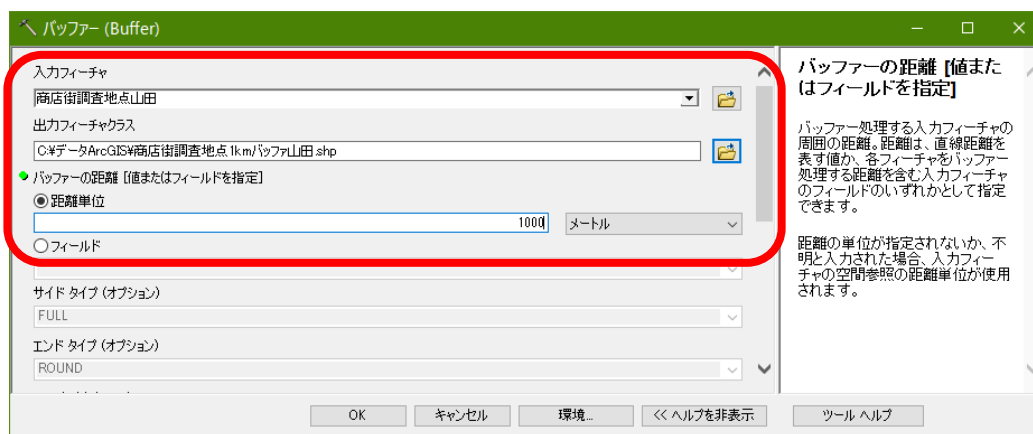 バッファー (Buffer)
入力フィーチャ
商店街調査地点山田
出力フィーチャクラス
C:¥データArcGIS¥商店街調査地点1kmバッファ山田.shp
バッファーの距離 [値またはフィールドを指定]
距離単位
1000 メートル
フィールド
サイド タイプ (オプション)
FULL
エンド タイプ (オプション)
ROUND
OK キャンセル 環境... << ヘルプを非表示 ツール ヘルプ
バッファーの距離 [値また
はフィールドを指定]
バッファー処理する入力フィーチャの
周囲の距離。距離は、直線距離を
表す値か、各フィーチャをバッファー
処理する距離を含む入力フィーチャ
のフィールドのいずれかとして指定
できます。
距離の単位が指定されないか、不
明と入力された場合、入力フィー
チャの空間参照の距離単位が使用
されます。